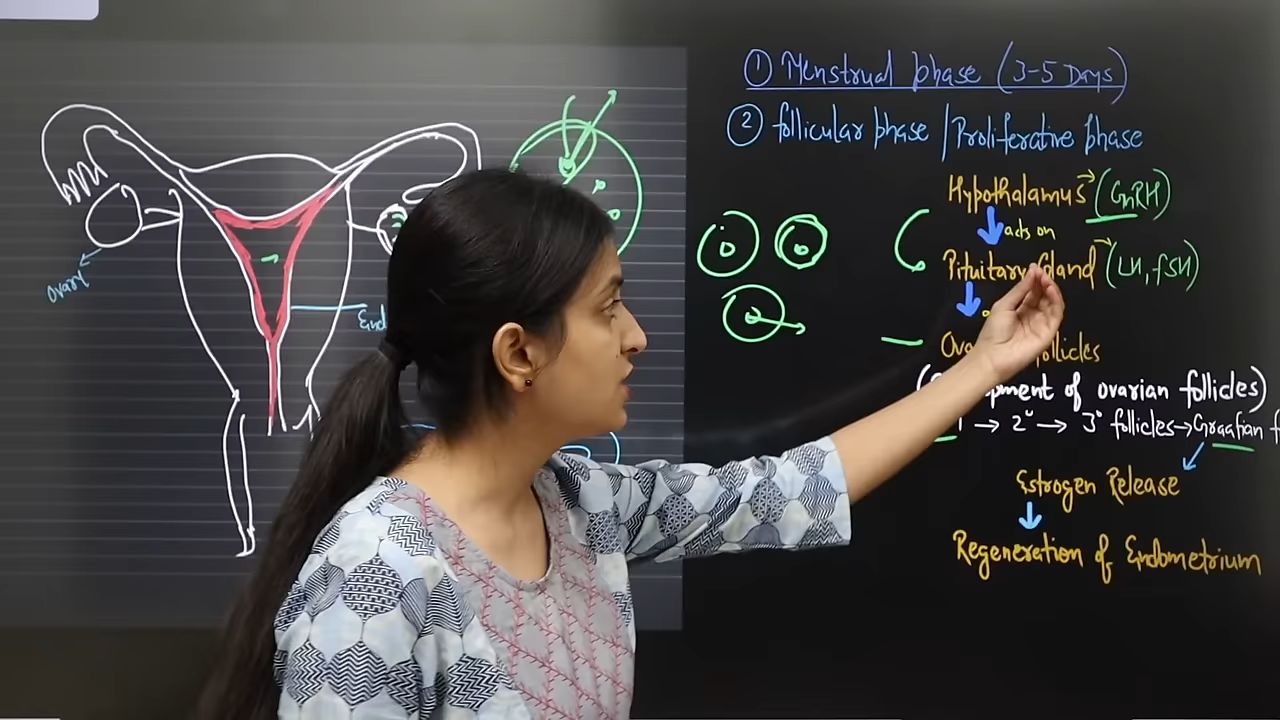 ① Menstrual phase (3-5 Days)
② follicular phase / Proliferative phase
Hypothalamus → (GnRH)
acts on
Pituitary Gland → (LH, FSH)
follicles
of ovarian follicles)
1° → 2° → 3° follicles → Graafian
Estrogen Release
Regeneration of Endometrium
Ovary